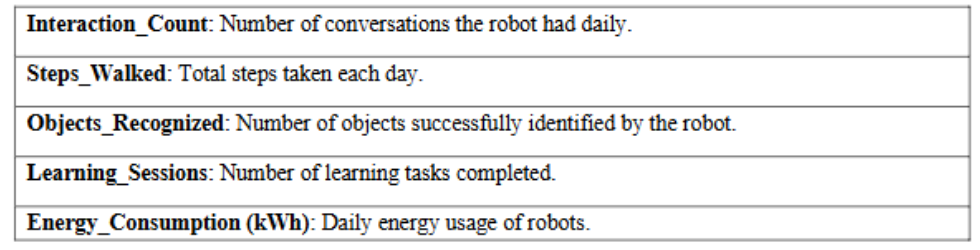 Interaction_Count: Number of conversations the robot had daily.
Steps_Walked: Total steps taken each day.
Objects_Recognized: Number of objects successfully identified by the robot.
Learning_Sessions: Number of learning tasks completed.
Energy_Consumption (kWh): Daily energy usage of robots.